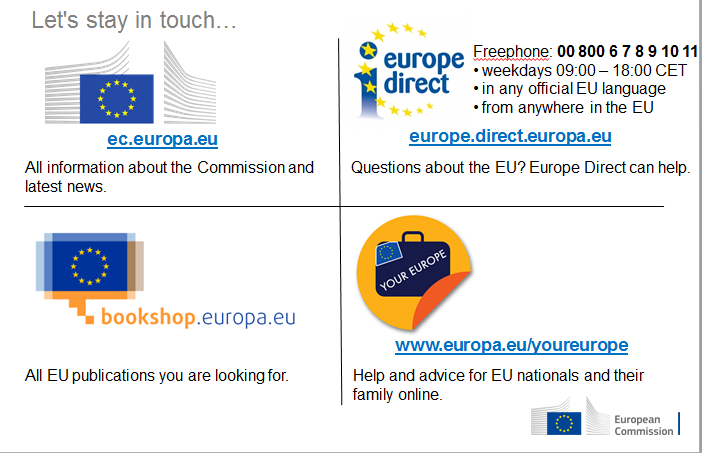 Let's stay in touch…
ec.europa.eu
All information about the Commission and
latest news.
europe
direct
Freephone: 00 800 6 7 8 9 10 11
• weekdays 09:00 – 18:00 CET
• in any official EU language
• from anywhere in the EU
europe.direct.europa.eu
Questions about the EU? Europe Direct can help.
bookshop.europa.eu
All EU publications you are looking for.
YOUR EUROPE
www.europa.eu/youreurope
Help and advice for EU nationals and their
family online.
European
Commission